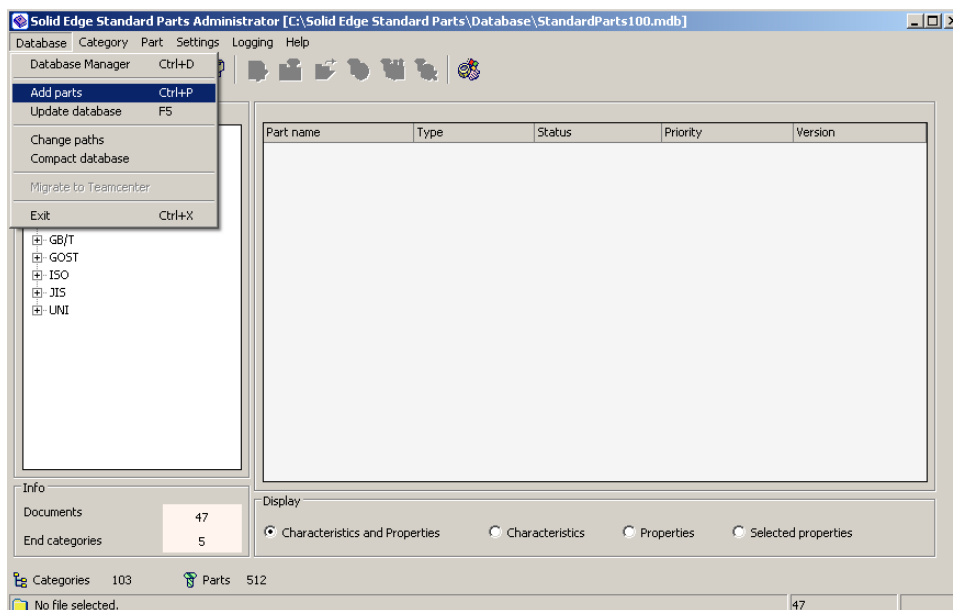 Solid Edge Standard Parts Administrator [C:\Solid Edge Standard Parts\Database\StandardParts100.mdb]
Database Category Part Settings Logging Help
Database Manager Ctrl+D
Add parts Ctrl+P
Update database F5
Change paths
Compact database
Migrate to Teamcenter
Exit Ctrl+X
Part name Type Status Priority Version
GB/T
GOST
ISO
JIS
UNI
Info
Documents 47
End categories 5
Display
Characteristics and Properties Characteristics Properties Selected properties
Categories 103 Parts 512
No file selected. 47